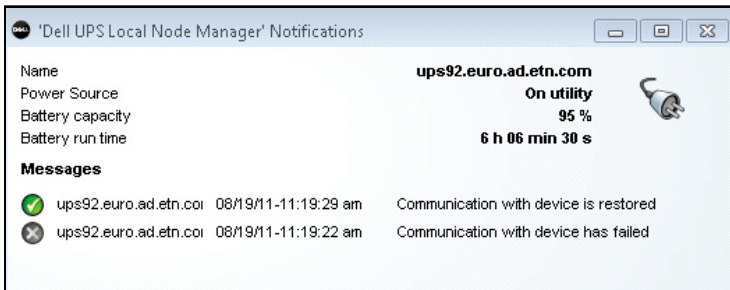 DELL 'Dell UPS Local Node Manager' Notifications
Name ups92.euro.ad.etn.com
Power Source On utility
Battery capacity 95 %
Battery run time 6 h 06 min 30 s
Messages
ups92.euro.ad.etn.coı 08/19/11-11:19:29 am Communication with device is restored
ups92.euro.ad.etn.coı 08/19/11-11:19:22 am Communication with device has failed